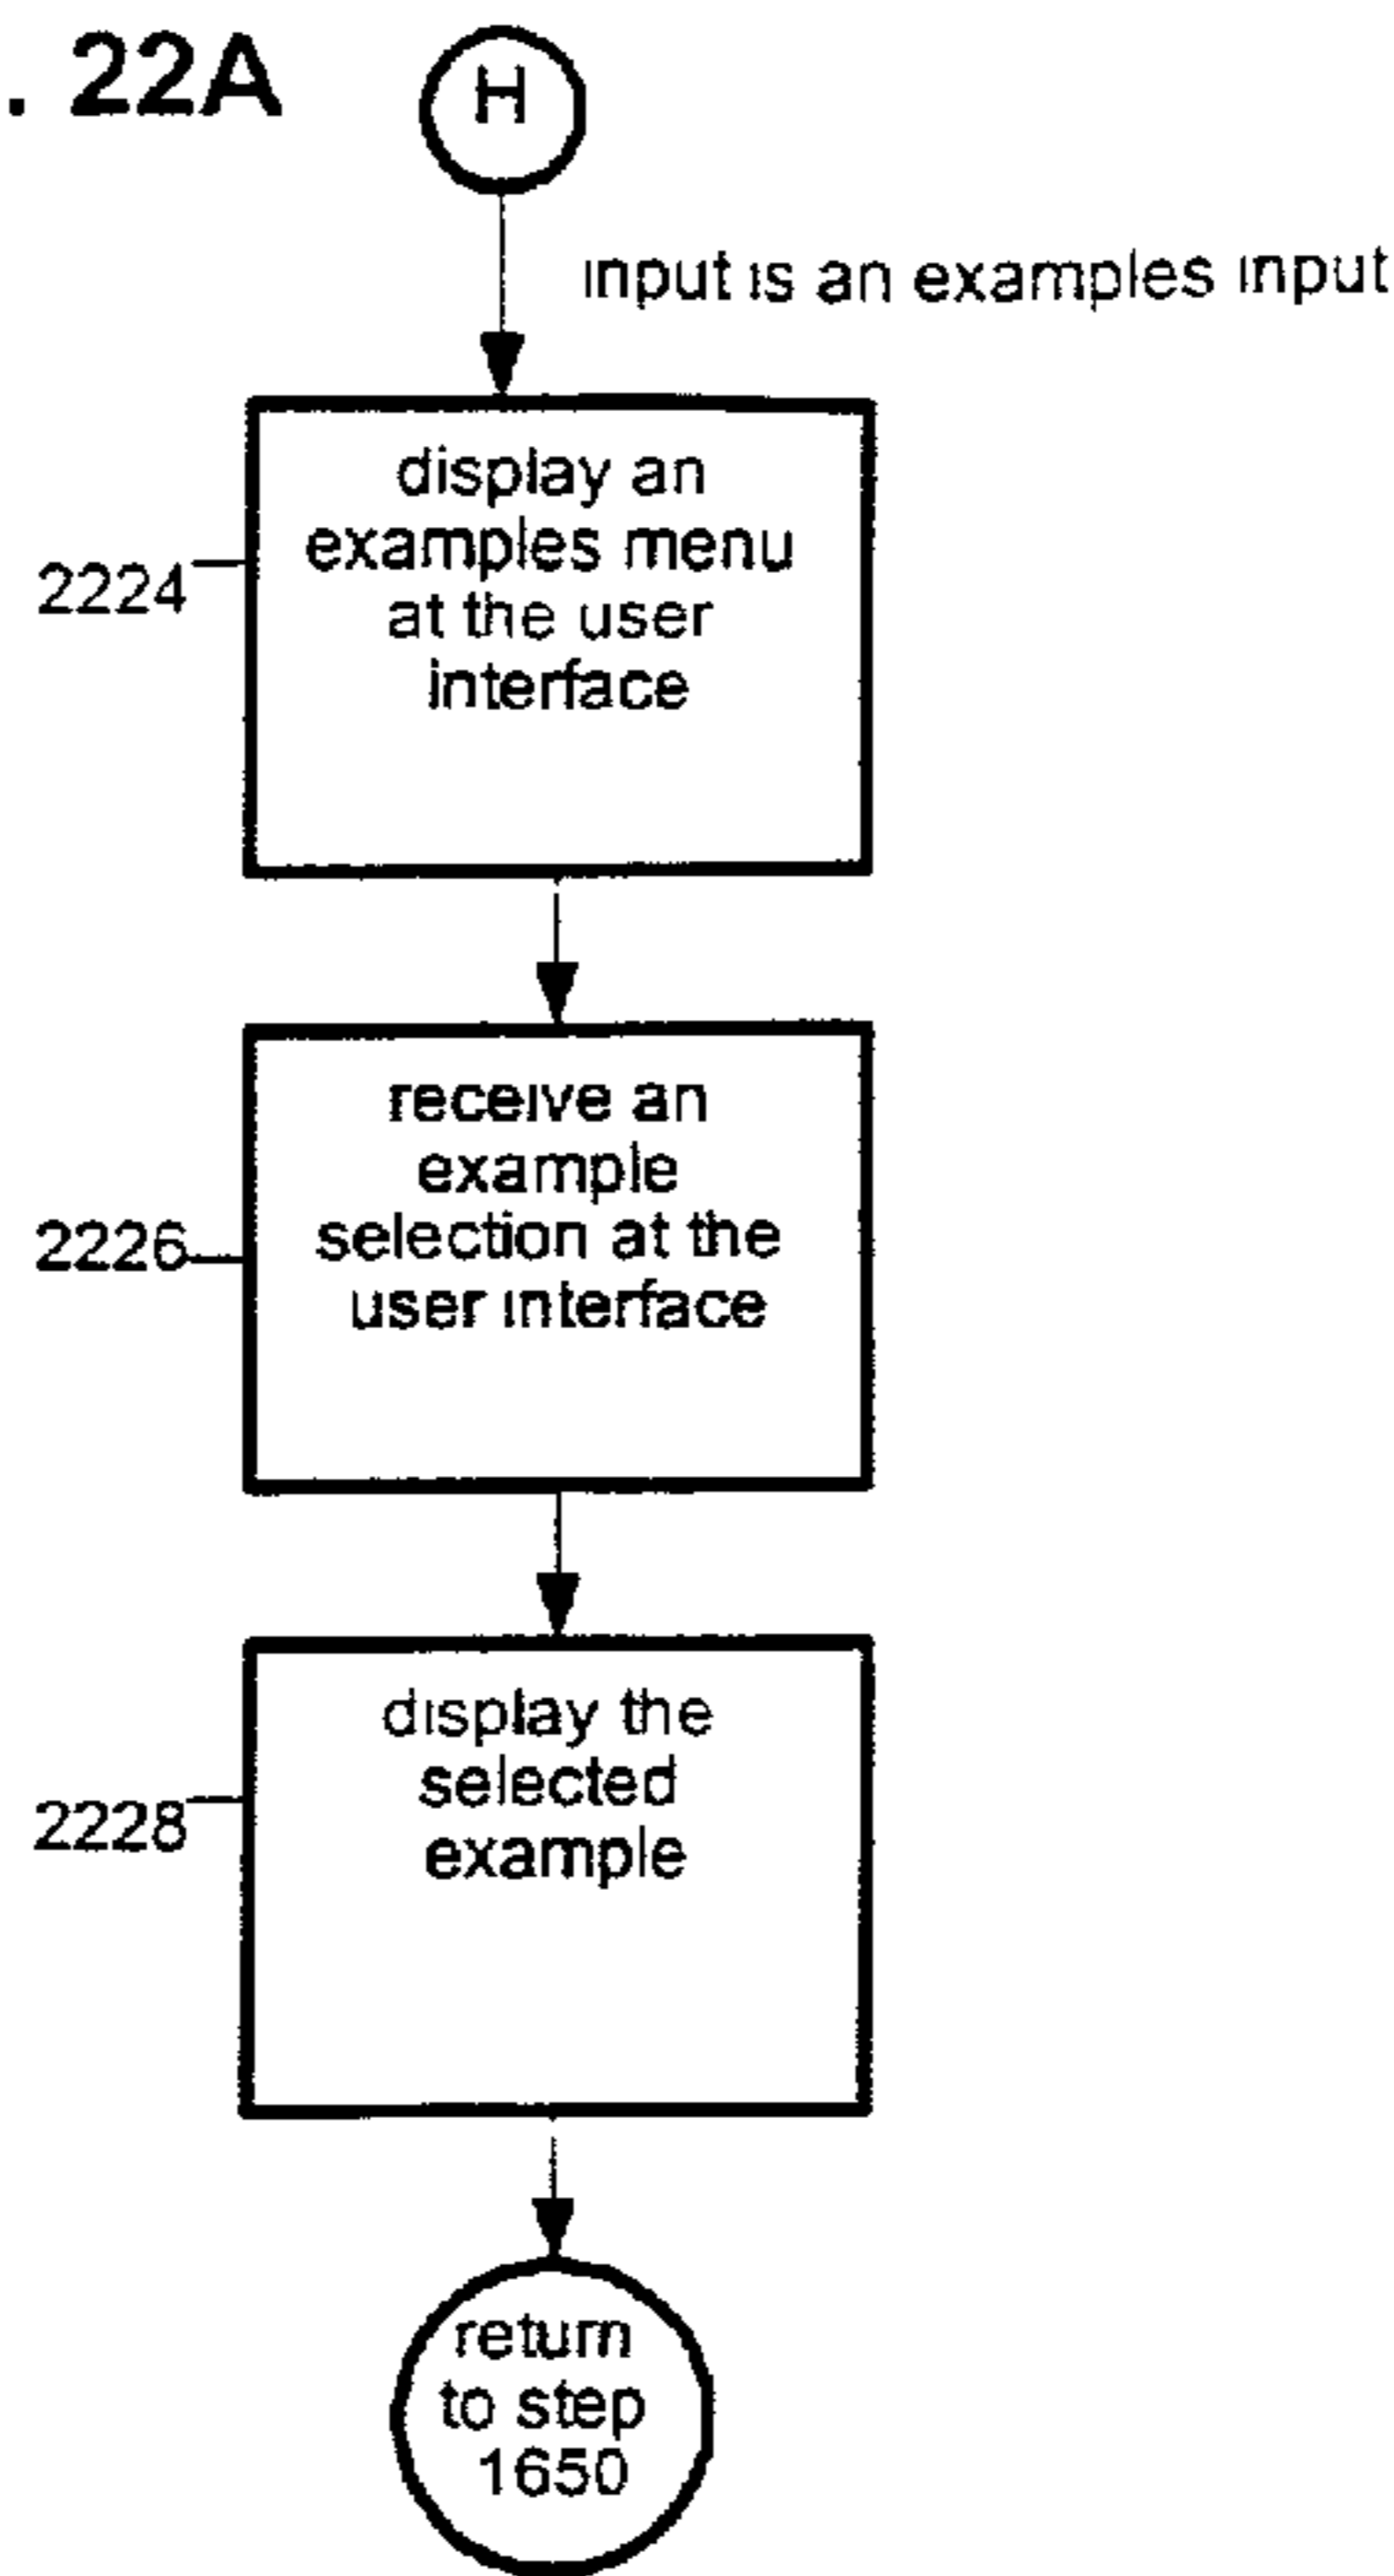 . 22A
H
input is an examples input
display an
examples menu
at the user
interface
2224
receive an
example
selection at the
user interface
2226
display the
selected
example
2228
return
to step
1650